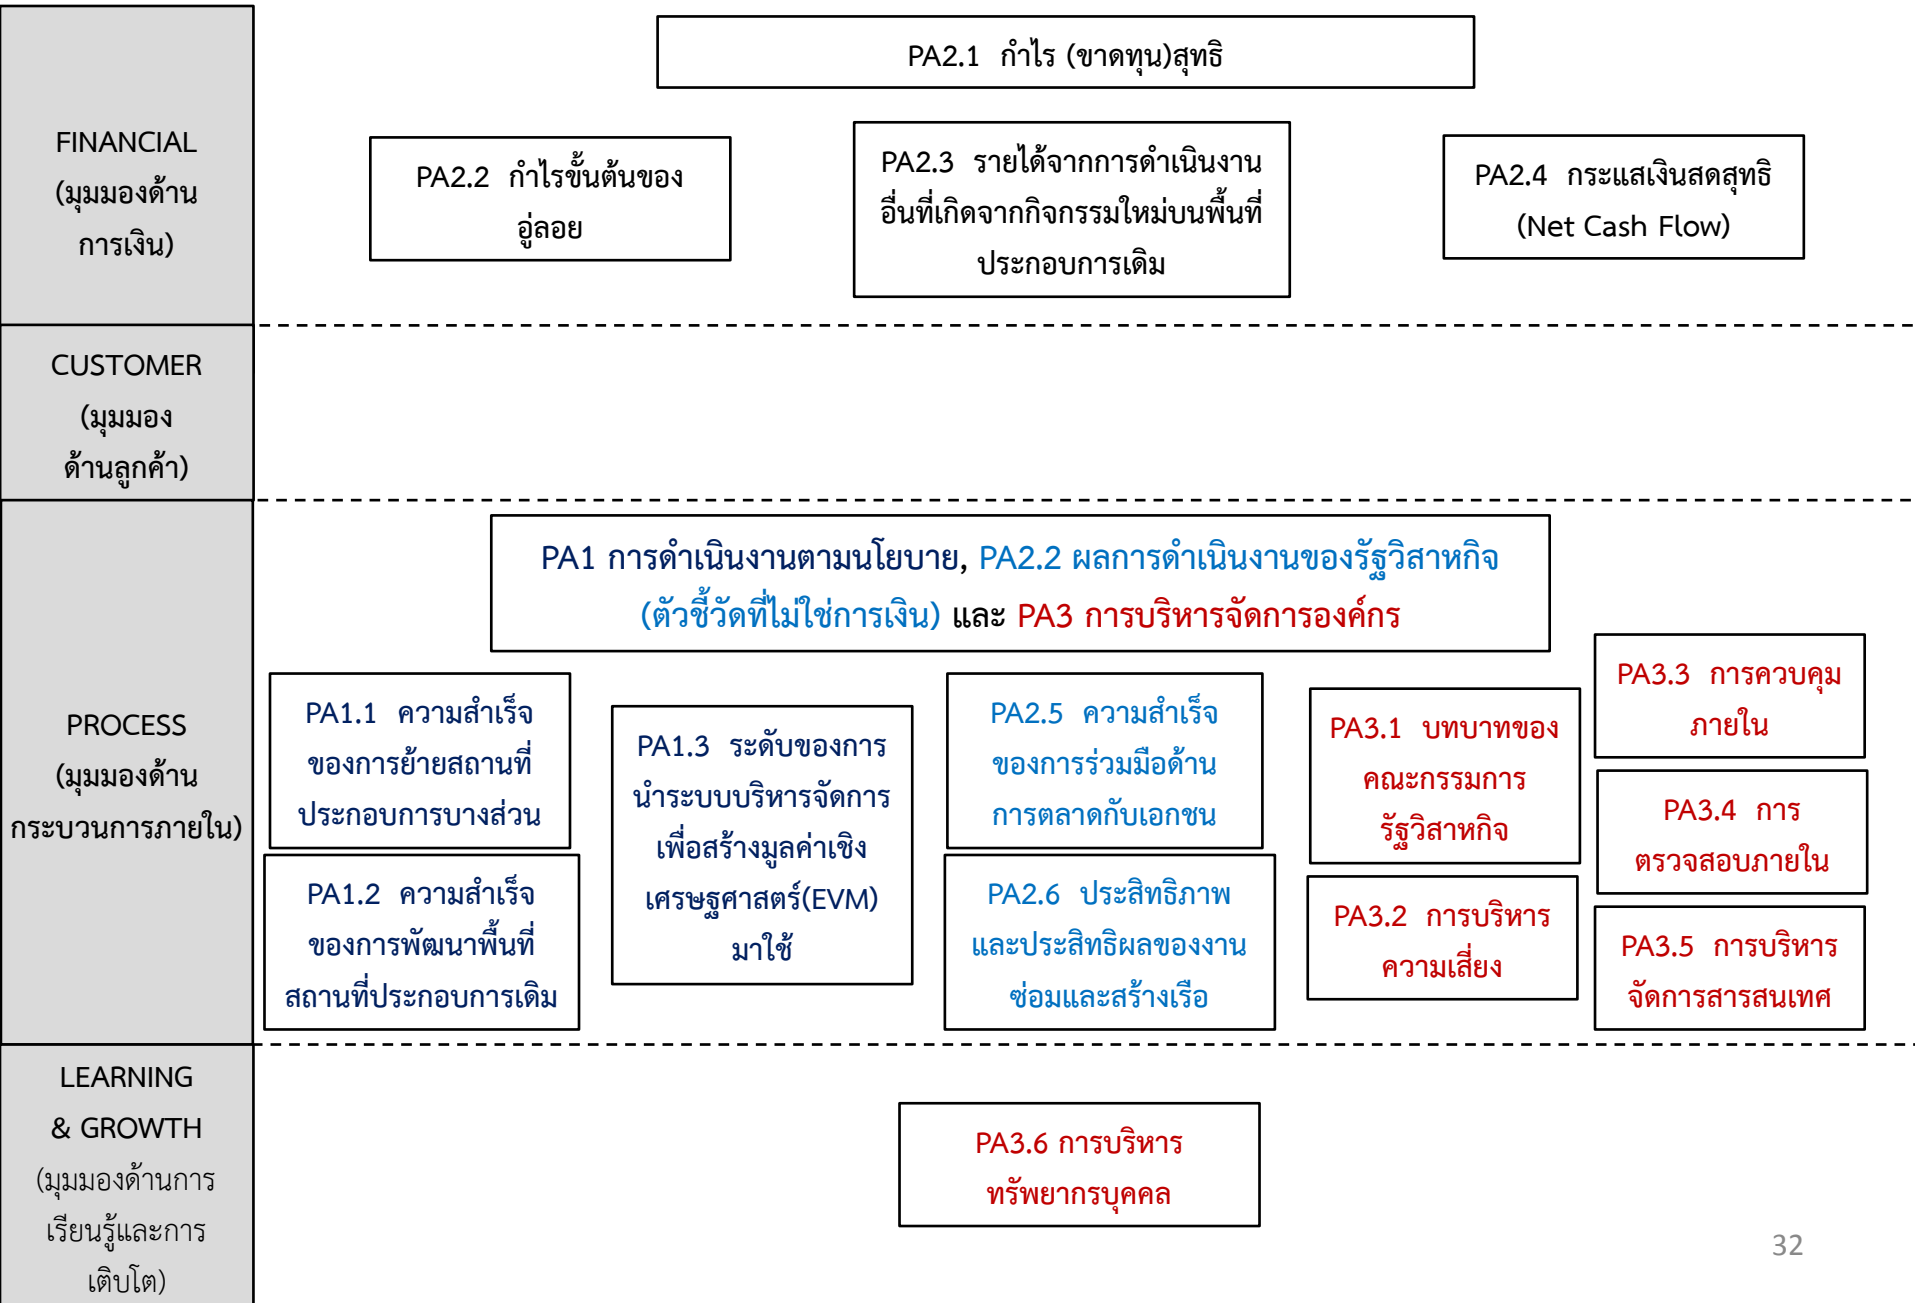 FINANCIAL
(มุมมองด้าน
การเงิน)
PA2.1 กำไร (ขาดทุน)สุทธิ
PA2.2 กำไรขั้นต้นของ
อู่ลอย
PA2.3 รายได้จากการดำเนินงาน
อื่นที่เกิดจากกิจกรรมใหม่บนพื้นที่
ประกอบการเดิม
PA2.4 กระแสเงินสดสุทธิ
(Net Cash Flow)
CUSTOMER
(มุมมอง
ด้านลูกค้า)
PROCESS
(มุมมองด้าน
กระบวนการภายใน)
PA1 การดำเนินงานตามนโยบาย, PA2.2 ผลการดำเนินงานของรัฐวิสาหกิจ
(ตัวชี้วัดที่ไม่ใช่การเงิน) และ PA3 การบริหารจัดการองค์กร
PA1.1 ความสำเร็จ
ของการย้ายสถานที่
ประกอบการบางส่วน
PA1.2 ความสำเร็จ
ของการพัฒนาพื้นที่
สถานที่ประกอบการเดิม
PA1.3 ระดับของการ
นำระบบบริหารจัดการ
เพื่อสร้างมูลค่าเชิง
เศรษฐศาสตร์(EVM)
มาใช้
PA2.5 ความสำเร็จ
ของการร่วมมือด้าน
การตลาดกับเอกชน
PA2.6 ประสิทธิภาพ
และประสิทธิผลของงาน
ซ่อมและสร้างเรือ
PA3.1 บทบาทของ
คณะกรรมการ
รัฐวิสาหกิจ
PA3.2 การบริหาร
ความเสี่ยง
PA3.3 การควบคุม
ภายใน
PA3.4 การ
ตรวจสอบภายใน
PA3.5 การบริหาร
จัดการสารสนเทศ
LEARNING
& GROWTH
(มุมมองด้านการ
เรียนรู้และการ
เติบโต)
PA3.6 การบริหาร
ทรัพยากรบุคคล
32